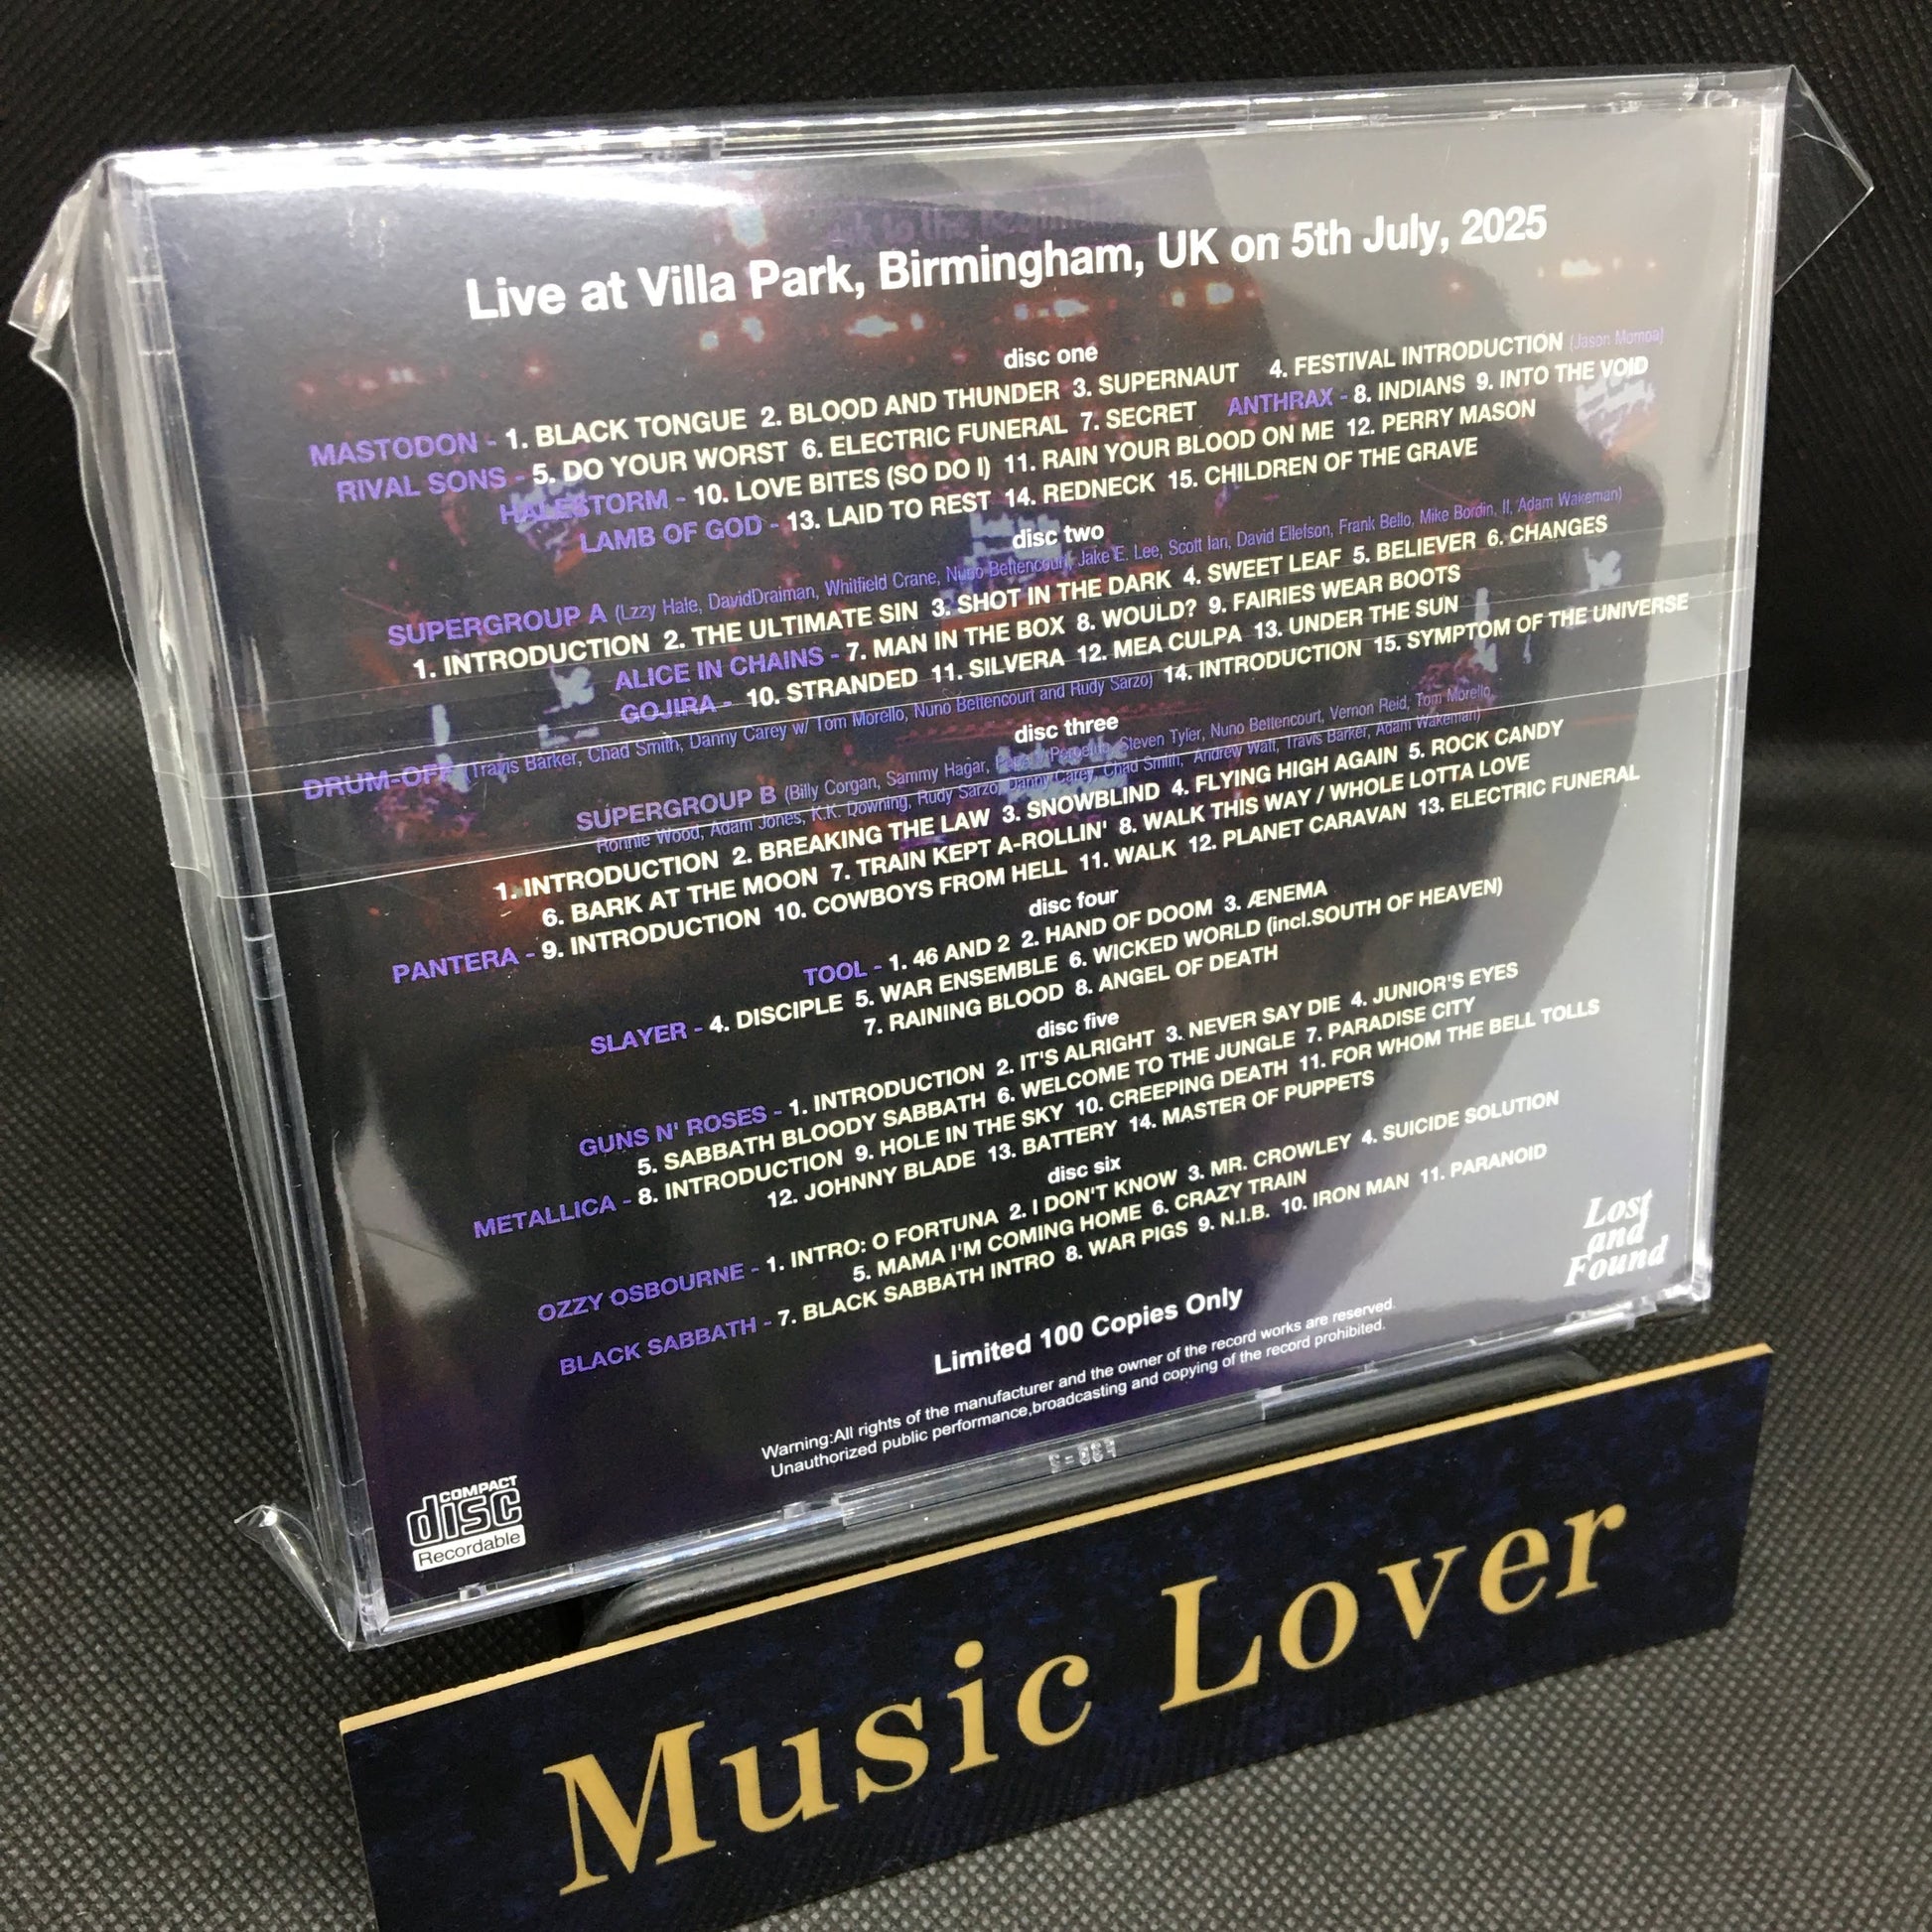 Live at Villa Park, Birmingham, UK on 5th July, 2025
disc one
MASTODON - 1. BLACK TONGUE 2. BLOOD AND THUNDER 3. SUPERNAUT 4. FESTIVAL INTRODUCTION (Jason Momoa)
RIVAL SONS - 5. DO YOUR WORST 6. ELECTRIC FUNERAL 7. SECRET ANTHRAX - 8. INDIANS 9. INTO THE VOID
HALESTORM - 10. LOVE BITES (SO DO I) 11. RAIN YOUR BLOOD ON ME 12. PERRY MASON
LAMB OF GOD - 13. LAID TO REST 14. REDNECK 15. CHILDREN OF THE GRAVE
disc two
SUPERGROUP A (Lzzy Hale, DavidDraiman, Whitfield Crane, Nuno Bettencourt, Jake E. Lee, Scott Ian, David Ellefson, Frank Bello, Mike Bordin, II, Adam Wakeman)
1. INTRODUCTION 2. THE ULTIMATE SIN 3. SHOT IN THE DARK 4. SWEET LEAF 5. BELIEVER 6. CHANGES
ALICE IN CHAINS - 7. MAN IN THE BOX 8. WOULD? 9. FAIRIES WEAR BOOTS
GOJIRA - 10. STRANDED 11. SILVERA 12. MEA CULPA 13. UNDER THE SUN
DRUM-OFF (Travis Barker, Chad Smith, Danny Carey w/ Tom Morello, Nuno Bettencourt and Rudy Sarzo) 14. INTRODUCTION 15. SYMPTOM OF THE UNIVERSE
disc three
SUPERGROUP B (Billy Corgan, Sammy Hagar, Steven Tyler, Nuno Bettencourt, Vernon Reid, Tom Morello,
Ronnie Wood, Adam Jones, K.K. Downing, Rudy Sarzo, Danny Carey, Chad Smith, Andrew Watt, Travis Barker, Adam Wakeman)
1. INTRODUCTION 2. BREAKING THE LAW 3. SNOWBLIND 4. FLYING HIGH AGAIN 5. ROCK CANDY
6. BARK AT THE MOON 7. TRAIN KEPT A-ROLLIN' 8. WALK THIS WAY / WHOLE LOTTA LOVE
PANTERA - 9. INTRODUCTION 10. COWBOYS FROM HELL 11. WALK 12. PLANET CARAVAN 13. ELECTRIC FUNERAL
disc four
TOOL - 1. 46 AND 2 2. HAND OF DOOM 3. ÆNEMA
SLAYER - 4. DISCIPLE 5. WAR ENSEMBLE 6. WICKED WORLD (incl.SOUTH OF HEAVEN)
7. RAINING BLOOD 8. ANGEL OF DEATH
disc five
GUNS N' ROSES - 1. INTRODUCTION 2. IT'S ALRIGHT 3. NEVER SAY DIE 4. JUNIOR'S EYES
5. SABBATH BLOODY SABBATH 6. WELCOME TO THE JUNGLE 7. PARADISE CITY
METALLICA - 8. INTRODUCTION 9. HOLE IN THE SKY 10. CREEPING DEATH 11. FOR WHOM THE BELL TOLLS
12. JOHNNY BLADE 13. BATTERY 14. MASTER OF PUPPETS
disc six
OZZY OSBOURNE - 1. INTRO: O FORTUNA 2. I DON'T KNOW 3. MR. CROWLEY 4. SUICIDE SOLUTION
5. MAMA I'M COMING HOME 6. CRAZY TRAIN
BLACK SABBATH - 7. BLACK SABBATH INTRO 8. WAR PIGS 9. N.I.B. 10. IRON MAN 11. PARANOID
Lost
and
Found
Limited 100 Copies Only
Warning:All rights of the manufacturer and the owner of the record works are reserved.
Unauthorized public performance,broadcasting and copying of the record prohibited.
COMPACT
disc
Recordable
Music Lover